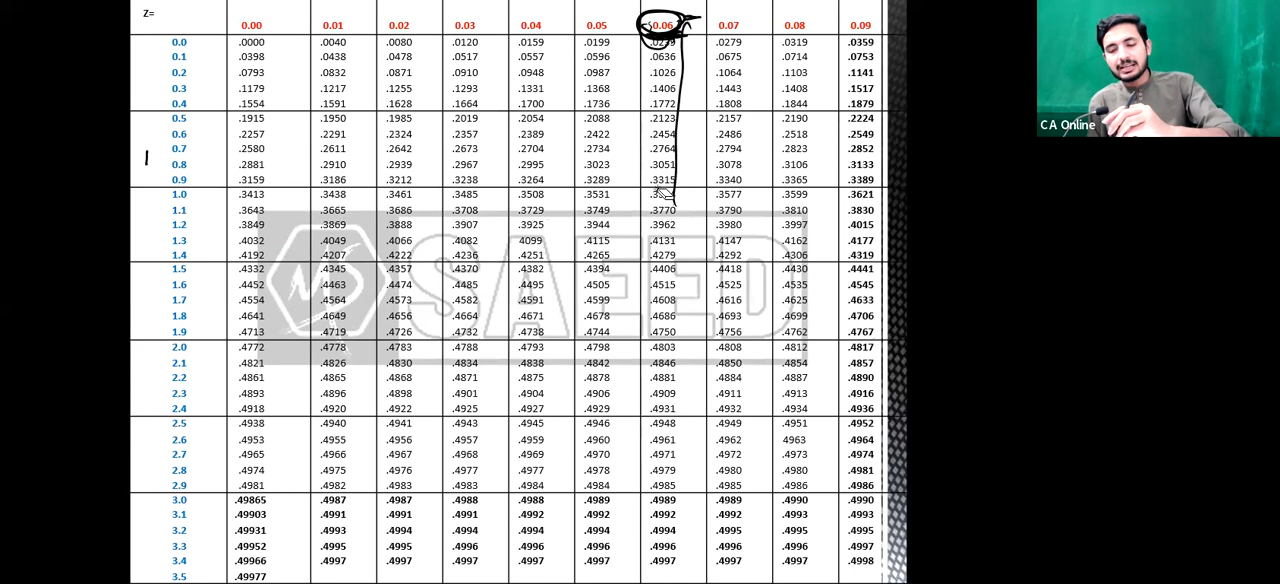 Z=
0.00 0.01 0.02 0.03 0.04 0.05 0.06 0.07 0.08 0.09
0.0 .0000 .0040 .0080 .0120 .0159 .0199 .0239 .0279 .0319 .0359
0.1 .0398 .0438 .0478 .0517 .0557 .0596 .0636 .0675 .0714 .0753
0.2 .0793 .0832 .0871 .0910 .0948 .0987 .1026 .1064 .1103 .1141
0.3 .1179 .1217 .1255 .1293 .1331 .1368 .1406 .1443 .1408 .1517
0.4 .1554 .1591 .1628 .1664 .1700 .1736 .1772 .1808 .1844 .1879
0.5 .1915 .1950 .1985 .2019 .2054 .2088 .2123 .2157 .2190 .2224
0.6 .2257 .2291 .2324 .2357 .2389 .2422 .2454 .2486 .2518 .2549
0.7 .2580 .2611 .2642 .2673 .2704 .2734 .2764 .2794 .2823 .2852
0.8 .2881 .2910 .2939 .2967 .2995 .3023 .3051 .3078 .3106 .3133
0.9 .3159 .3186 .3212 .3238 .3264 .3289 .3315 .3340 .3365 .3389
1.0 .3413 .3438 .3461 .3485 .3508 .3531 .3577 .3599 .3621
1.1 .3643 .3665 .3686 .3708 .3729 .3749 .3770 .3790 .3810 .3830
1.2 .3849 .3869 .3888 .3907 .3925 .3944 .3962 .3980 .3997 .4015
1.3 .4032 .4049 .4066 .4082 4099 .4115 .4131 .4147 .4162 .4177
1.4 .4192 .4207 .4222 .4236 .4251 .4265 .4279 .4292 .4306 .4319
1.5 .4332 .4345 .4357 .4370 .4382 .4394 .4406 .4418 .4430 .4441
1.6 .4452 .4463 .4474 .4485 .4495 .4505 .4515 .4525 .4535 .4545
1.7 .4554 .4564 .4573 .4582 .4591 .4599 .4608 .4616 .4625 .4633
1.8 .4641 .4649 .4656 .4664 .4671 .4678 .4686 .4693 .4699 .4706
1.9 .4713 .4719 .4726 .4732 .4738 .4744 .4750 .4756 .4762 .4767
2.0 .4772 .4778 .4783 .4788 .4793 .4798 .4803 .4808 .4812 .4817
2.1 .4821 .4826 .4830 .4834 .4838 .4842 .4846 .4850 .4854 .4857
2.2 .4861 .4865 .4868 .4871 .4875 .4878 .4881 .4884 .4887 .4890
2.3 .4893 .4896 .4898 .4901 .4904 .4906 .4909 .4911 .4913 .4916
2.4 .4918 .4920 .4922 .4925 .4927 .4929 .4931 .4932 .4934 .4936
2.5 .4938 .4940 .4941 .4943 .4945 .4946 .4948 .4949 .4951 .4952
2.6 .4953 .4955 .4956 .4957 .4959 .4960 .4961 .4962 4963 .4964
2.7 .4965 .4966 .4967 .4968 .4969 .4970 .4971 .4972 .4973 .4974
2.8 .4974 .4975 .4976 .4977 .4977 .4978 .4979 .4980 .4980 .4981
2.9 .4981 .4982 .4983 .4983 .4984 .4984 .4985 .4985 .4986 .4986
3.0 .49865 .4987 .4987 .4988 .4988 .4989 .4989 .4989 .4990 .4990
3.1 .49903 .4991 .4991 .4991 .4992 .4992 .4992 .4992 .4993 .4993
3.2 .49931 .4993 .4994 .4994 .4994 .4994 .4994 .4995 .4995 .4995
3.3 .49952 .4995 .4995 .4996 .4996 .4996 .4996 .4996 .4996 .4997
3.4 .49966 .4997 .4997 .4997 .4997 .4997 .4997 .4997 .4997 .4998
3.5 .49977
1
MS SAEED
CA Online